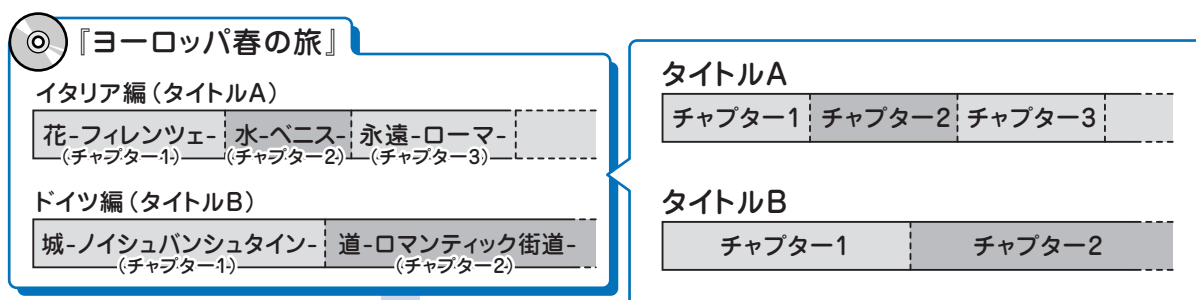 『ヨーロッパ春の旅』
イタリア編(タイトルA)
花-フィレンツェ- 水-ベニス- 永遠-ローマ-
(チャプター1) (チャプター2) (チャプター3)
ドイツ編(タイトルB)
城-ノイシュバンシュタイン- 道-ロマンティック街道-
(チャプター1) (チャプター2)
タイトルA
チャプター1 チャプター2 チャプター3
タイトルB
チャプター1 チャプター2